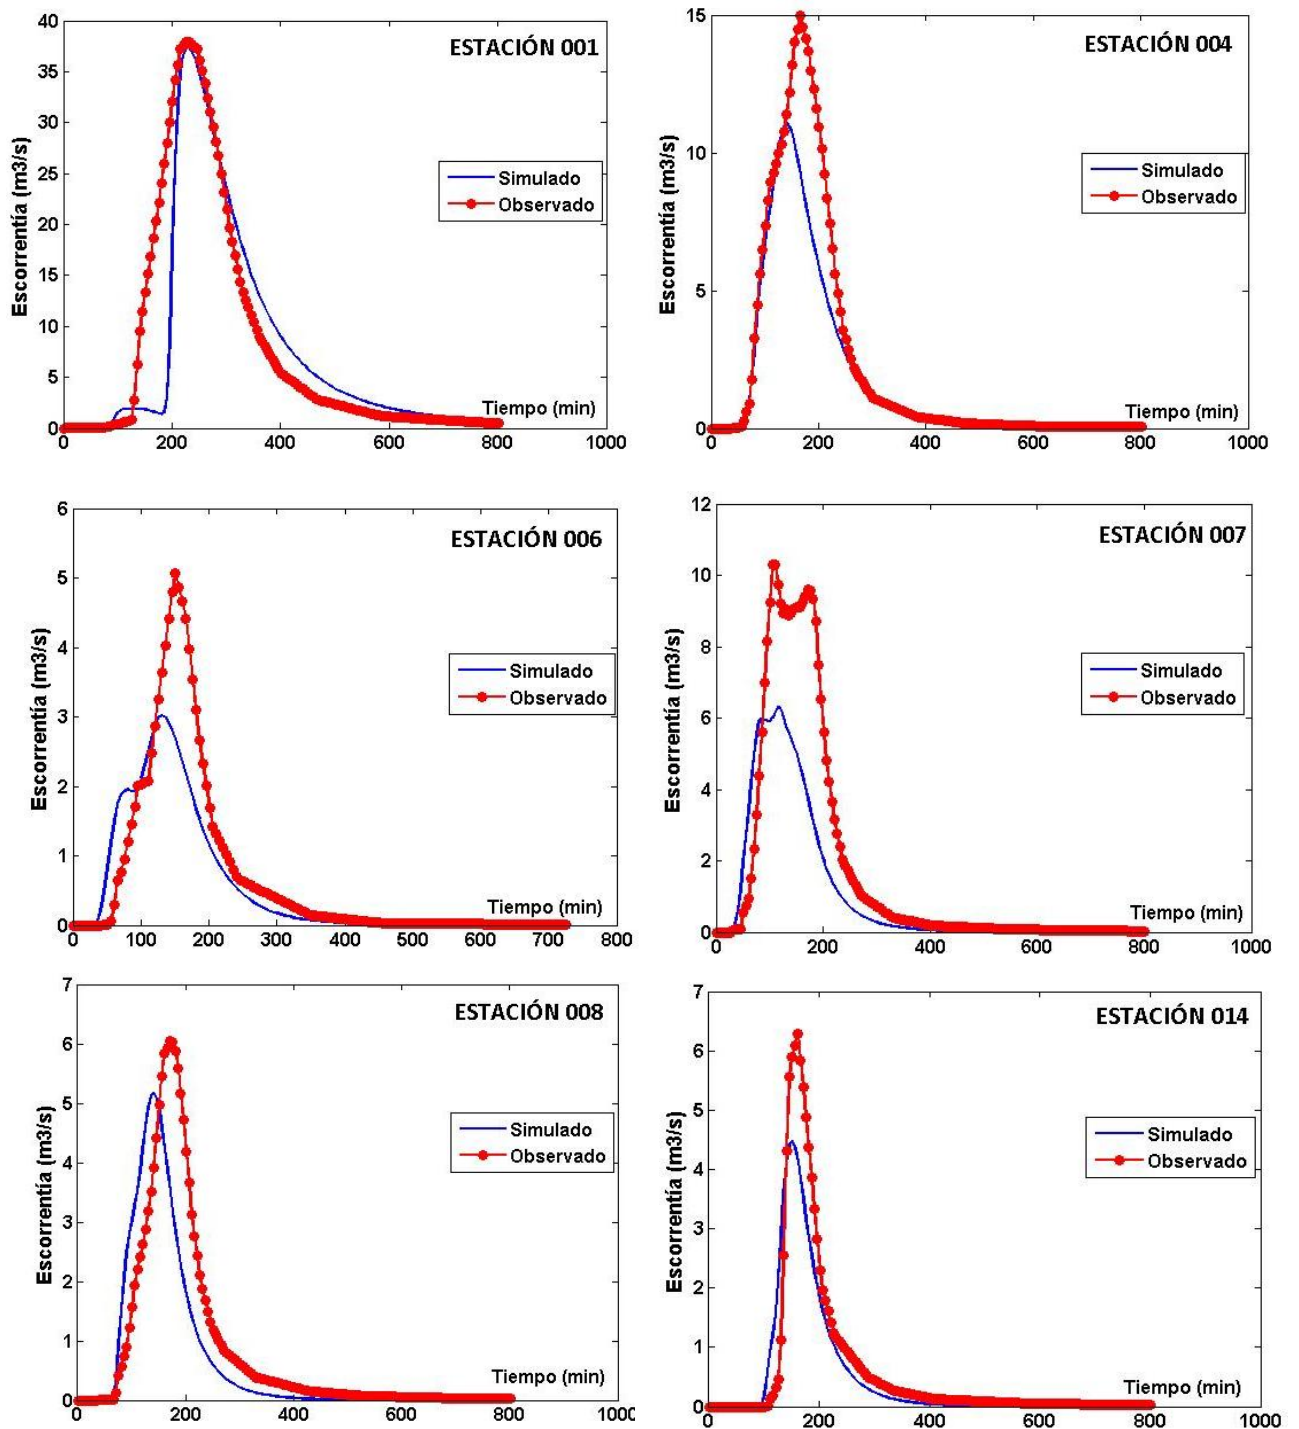 ESTACIÓN 001
Escorrentía (m3/s)
40
35
30
25
20
15
10
5
0
Simulado
Observado
Tiempo (min)
0 200 400 600 800 1000
ESTACIÓN 004
Escorrentía (m3/s)
15
10
5
0
Simulado
Observado
Tiempo (min)
0 200 400 600 800 1000
ESTACIÓN 006
Escorrentía (m3/s)
6
5
4
3
2
1
0
Simulado
Observado
Tiempo (min)
0 100 200 300 400 500 600 700 800
ESTACIÓN 007
Escorrentía (m3/s)
12
10
8
6
4
2
0
Simulado
Observado
Tiempo (min)
0 200 400 600 800 1000
ESTACIÓN 008
Escorrentía (m3/s)
7
6
5
4
3
2
1
0
Simulado
Observado
Tiempo (min)
0 200 400 600 800 1000
ESTACIÓN 014
Escorrentía (m3/s)
7
6
5
4
3
2
1
0
Simulado
Observado
Tiempo (min)
0 200 400 600 800 1000